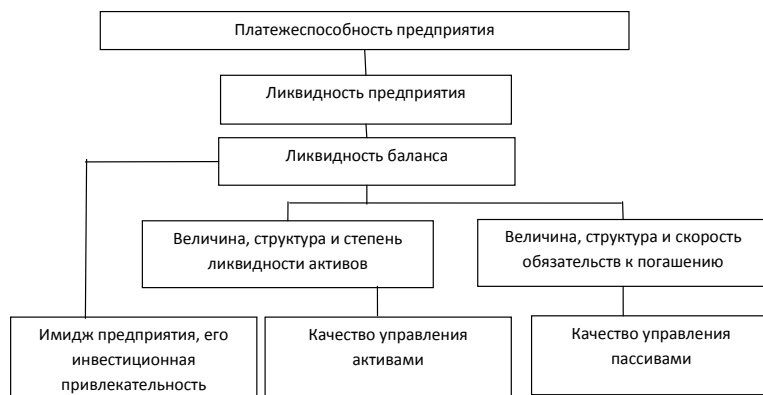 Платежеспособность предприятия
Ликвидность предприятия
Ликвидность баланса
Величина, структура и степень
ликвидности активов
Величина, структура и скорость
обязательств к погашению
Имидж предприятия, его
инвестиционная
привлекательность
Качество управления
активами
Качество управления
пассивами